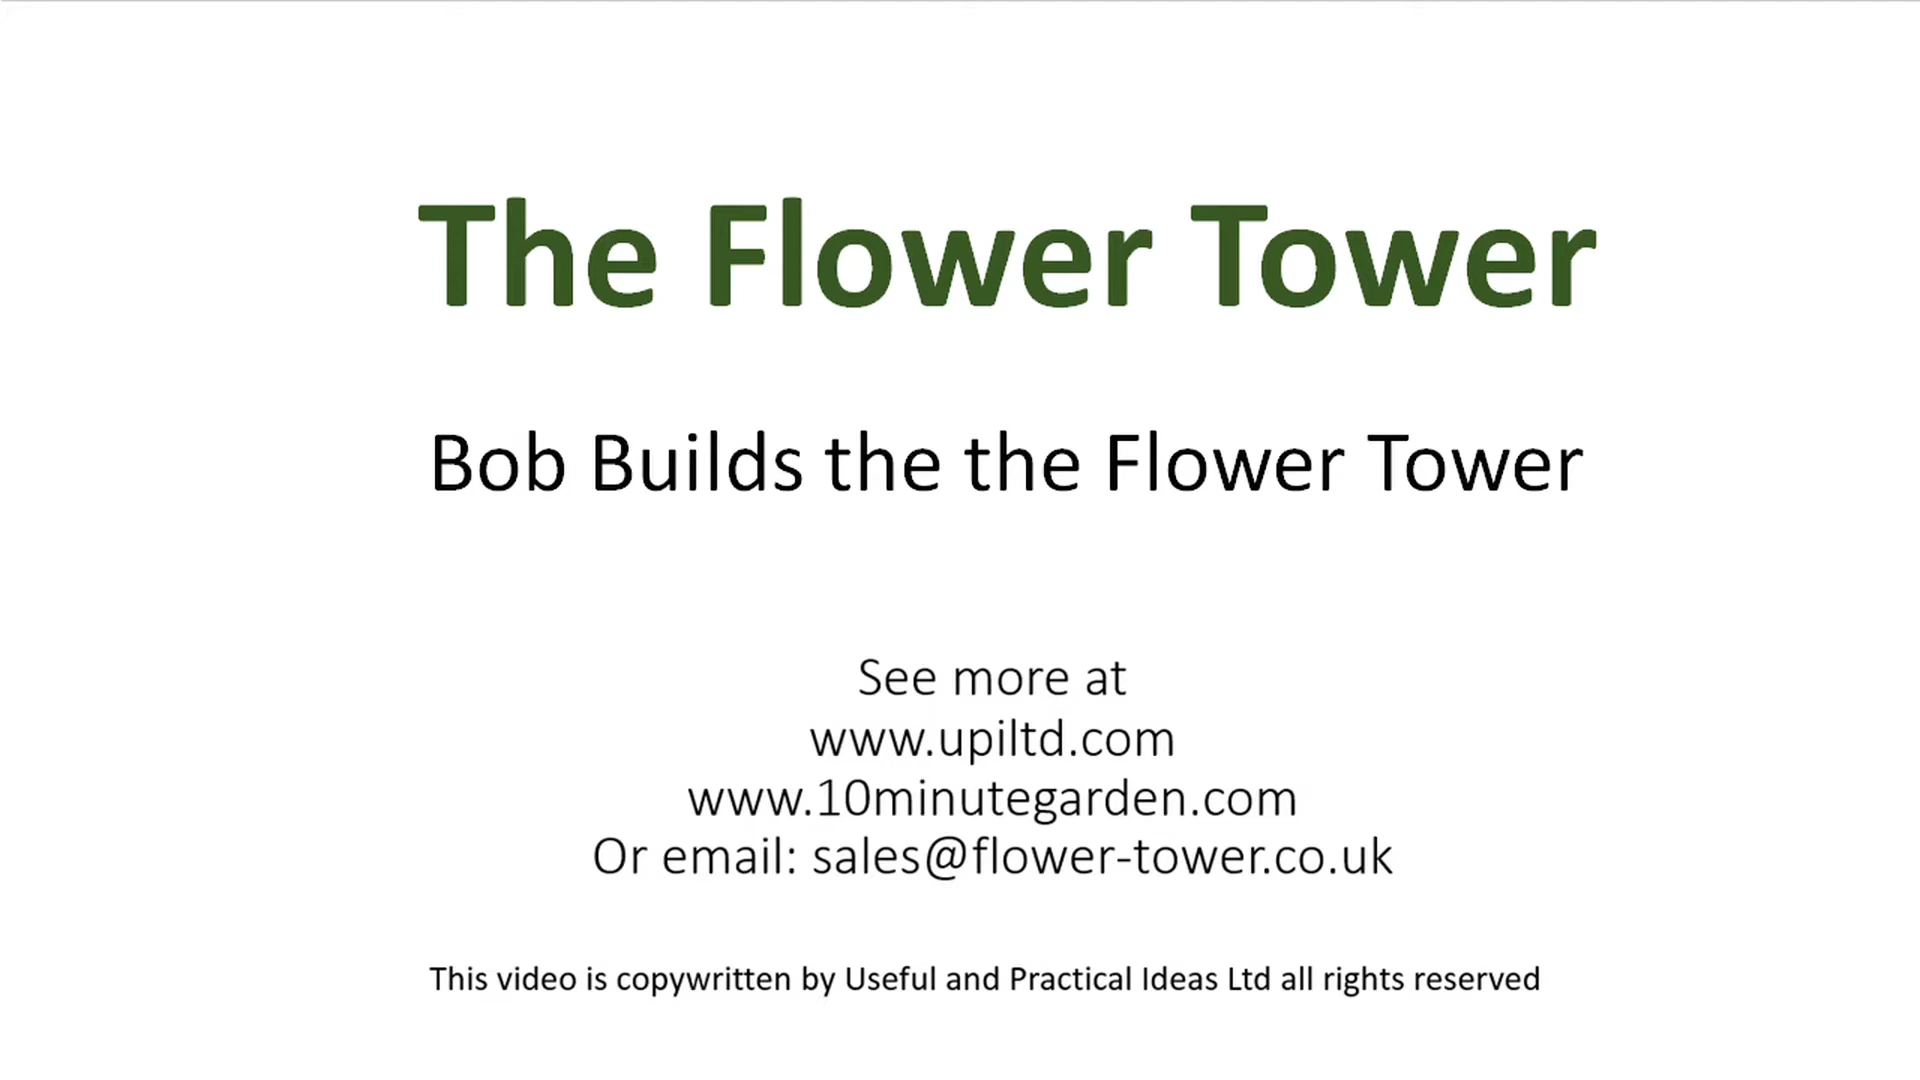 The Flower Tower
Bob Builds the the Flower Tower
See more at
www.upiltd.com
www.10minutegarden.com
Or email: sales@flower-tower.co.uk
This video is copywritten by Useful and Practical Ideas Ltd all rights reserved